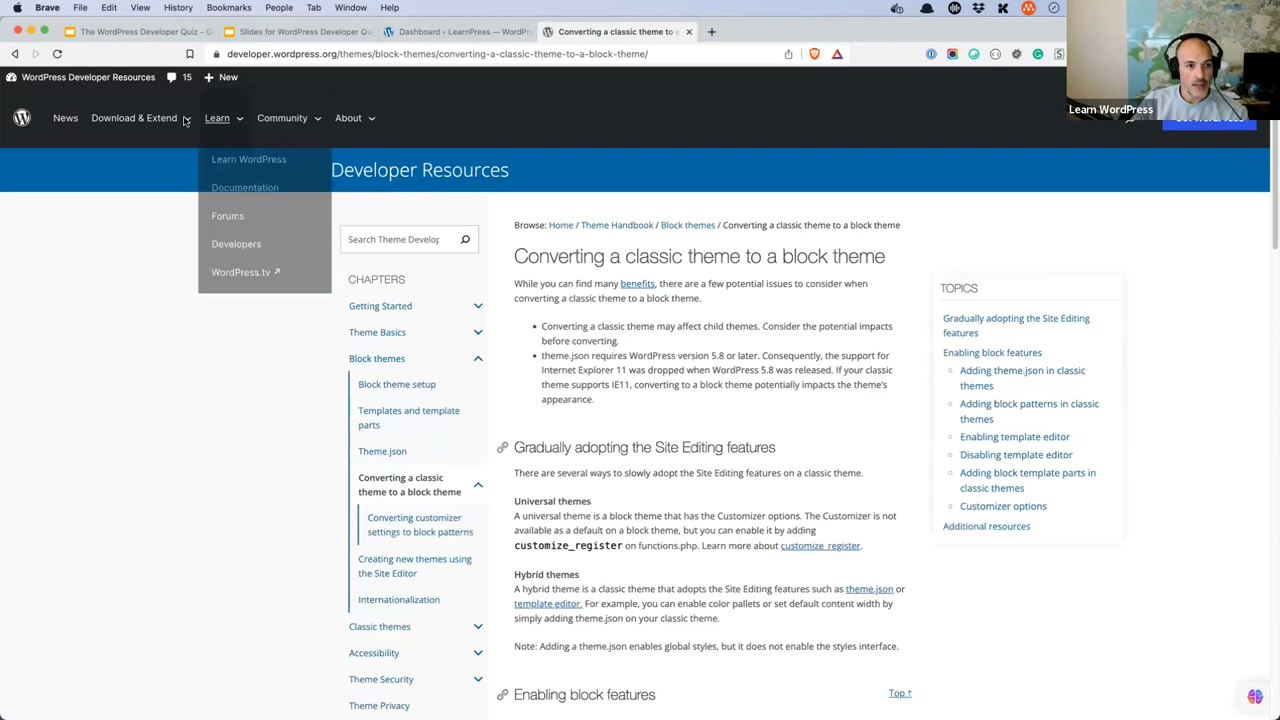 Brave File Edit View History Bookmarks People Tab Window Help
The WordPress Developer Quiz - G
Slides for WordPress Developer Qu
Dashboard ‹ LearnPress — WordPre
Converting a classic theme to a b
developer.wordpress.org/themes/block-themes/converting-a-classic-theme-to-a-block-theme/
WordPress Developer Resources 15 New
News Download & Extend Learn Community About
Learn WordPress
Learn WordPress
Documentation
Forums
Developers
WordPress.tv ↗
Developer Resources
Search Theme Develop
CHAPTERS
Getting Started
Theme Basics
Block themes
Block theme setup
Templates and template
parts
Theme.json
Converting a classic
theme to a block theme
Converting customizer
settings to block patterns
Creating new themes using
the Site Editor
Internationalization
Classic themes
Accessibility
Theme Security
Theme Privacy
Browse: Home / Theme Handbook / Block themes / Converting a classic theme to a block theme
Converting a classic theme to a block theme
While you can find many benefits, there are a few potential issues to consider when
converting a classic theme to a block theme.
Converting a classic theme may affect child themes. Consider the potential impacts
before converting.
theme.json requires WordPress version 5.8 or later. Consequently, the support for
Internet Explorer 11 was dropped when WordPress 5.8 was released. If your classic
theme supports IE11, converting to a block theme potentially impacts the theme's
appearance.
Gradually adopting the Site Editing features
There are several ways to slowly adopt the Site Editing features on a classic theme.
Universal themes
A universal theme is a block theme that has the Customizer options. The Customizer is not
available as a default on a block theme, but you can enable it by adding
customize_register on functions.php. Learn more about customize_register.
Hybrid themes
A hybrid theme is a classic theme that adopts the Site Editing features such as theme.json or
template editor. For example, you can enable color pallets or set default content width by
simply adding theme.json on your classic theme.
Note: Adding a theme.json enables global styles, but it does not enable the styles interface.
Enabling block features
Top ↑
TOPICS
Gradually adopting the Site Editing
features
Enabling block features
Adding theme.json in classic
themes
Adding block patterns in classic
themes
Enabling template editor
Disabling template editor
Adding block template parts in
classic themes
Customizer options
Additional resources